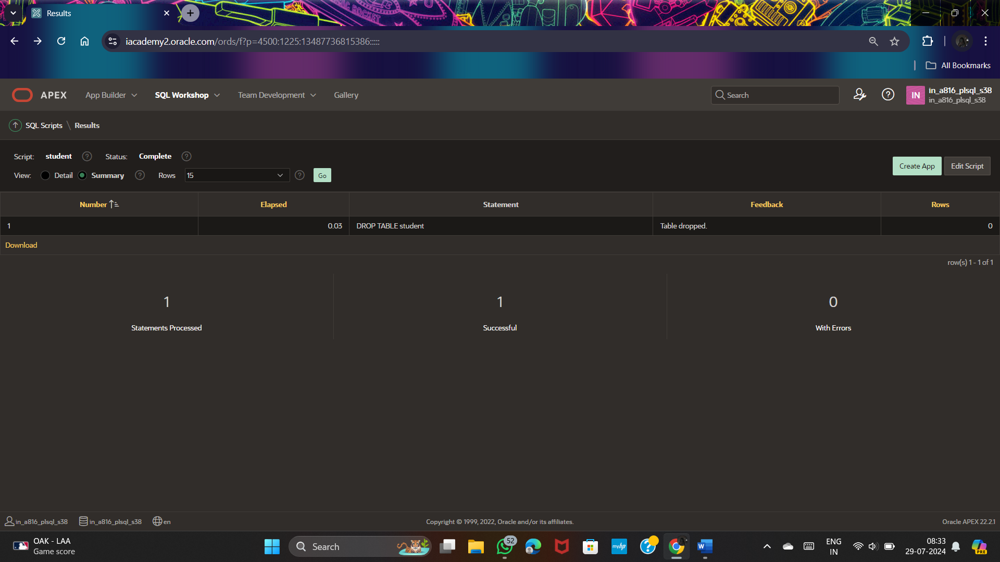 Results
iacademy2.oracle.com/ords/f?p=4500:1225:13487736815386:::::
All Bookmarks
APEX App Builder SQL Workshop Team Development Gallery Search in_a816_plsql_s38
IN in_a816_plsql_s38
SQL Scripts \ Results
Script: student Status: Complete
View: Detail Summary Rows 15 Go
Create App Edit Script
Number Elapsed Statement Feedback Rows
1 0.03 DROP TABLE student Table dropped. 0
Download
row(s) 1 - 1 of 1
1 1 0
Statements Processed Successful With Errors
in_a816_plsql_s38 in_a816_plsql_s38 en Copyright © 1999, 2022, Oracle and/or its affiliates. Oracle APEX 22.2.1
OAK - LAA
Game score
Search
52
myhp
W
ENG
IN
08:33
29-07-2024
PRE